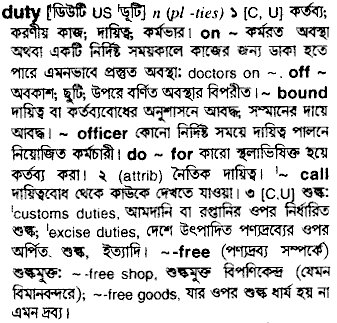 duty [ˈডিউটি US ˈডূটি] n (pl -ties) ১ [C, U] কর্তব্য;
করণীয় কাজ; দায়িত্ব; কর্মভার। on ~ কর্মরত অবস্থা
অথবা একটি নির্দিষ্ট সময়কালে কাজের জন্য ডাকা হতে
পারে এমনভাবে প্রস্তুত অবস্থা: doctors on ~. off ~
অবকাশ; ছুটি; উপরে বর্ণিত অবস্থার বিপরীত। ~ bound
দায়িত্ব বা কর্তব্যবোধের অনুশাসনে আবদ্ধ; সম্মানের দায়ে
আবদ্ধ। ~ officer কোনো নির্দিষ্ট সময়ে দায়িত্ব পালনে
নিয়োজিত কর্মচারী। do ~ for কারো স্থলাভিষিক্ত হয়ে
কর্তব্য করা। ২ (attrib) নৈতিক দায়িত্ব। ˈ~ call
দায়িত্ববোধ থেকে কাউকে দেখতে যাওয়া। ৩ [C,U] শুল্ক:
ˈcustoms duties, আমদানি বা রপ্তানির ওপর নির্ধারিত
শুল্ক; ˈexcise duties, দেশে উৎপাদিত পণ্যদ্রব্যের ওপর
অর্পিত শুল্ক, ইত্যাদি। ~-free (পণ্যদ্রব্য সম্পর্কে)
শুল্কমুক্ত: ~-free shop, শুল্কমুক্ত বিপণিকেন্দ্র (যেমন
বিমানবন্দরে); ~-free goods, যার ওপর শুল্ক ধার্য হয় না
এমন দ্রব্য।